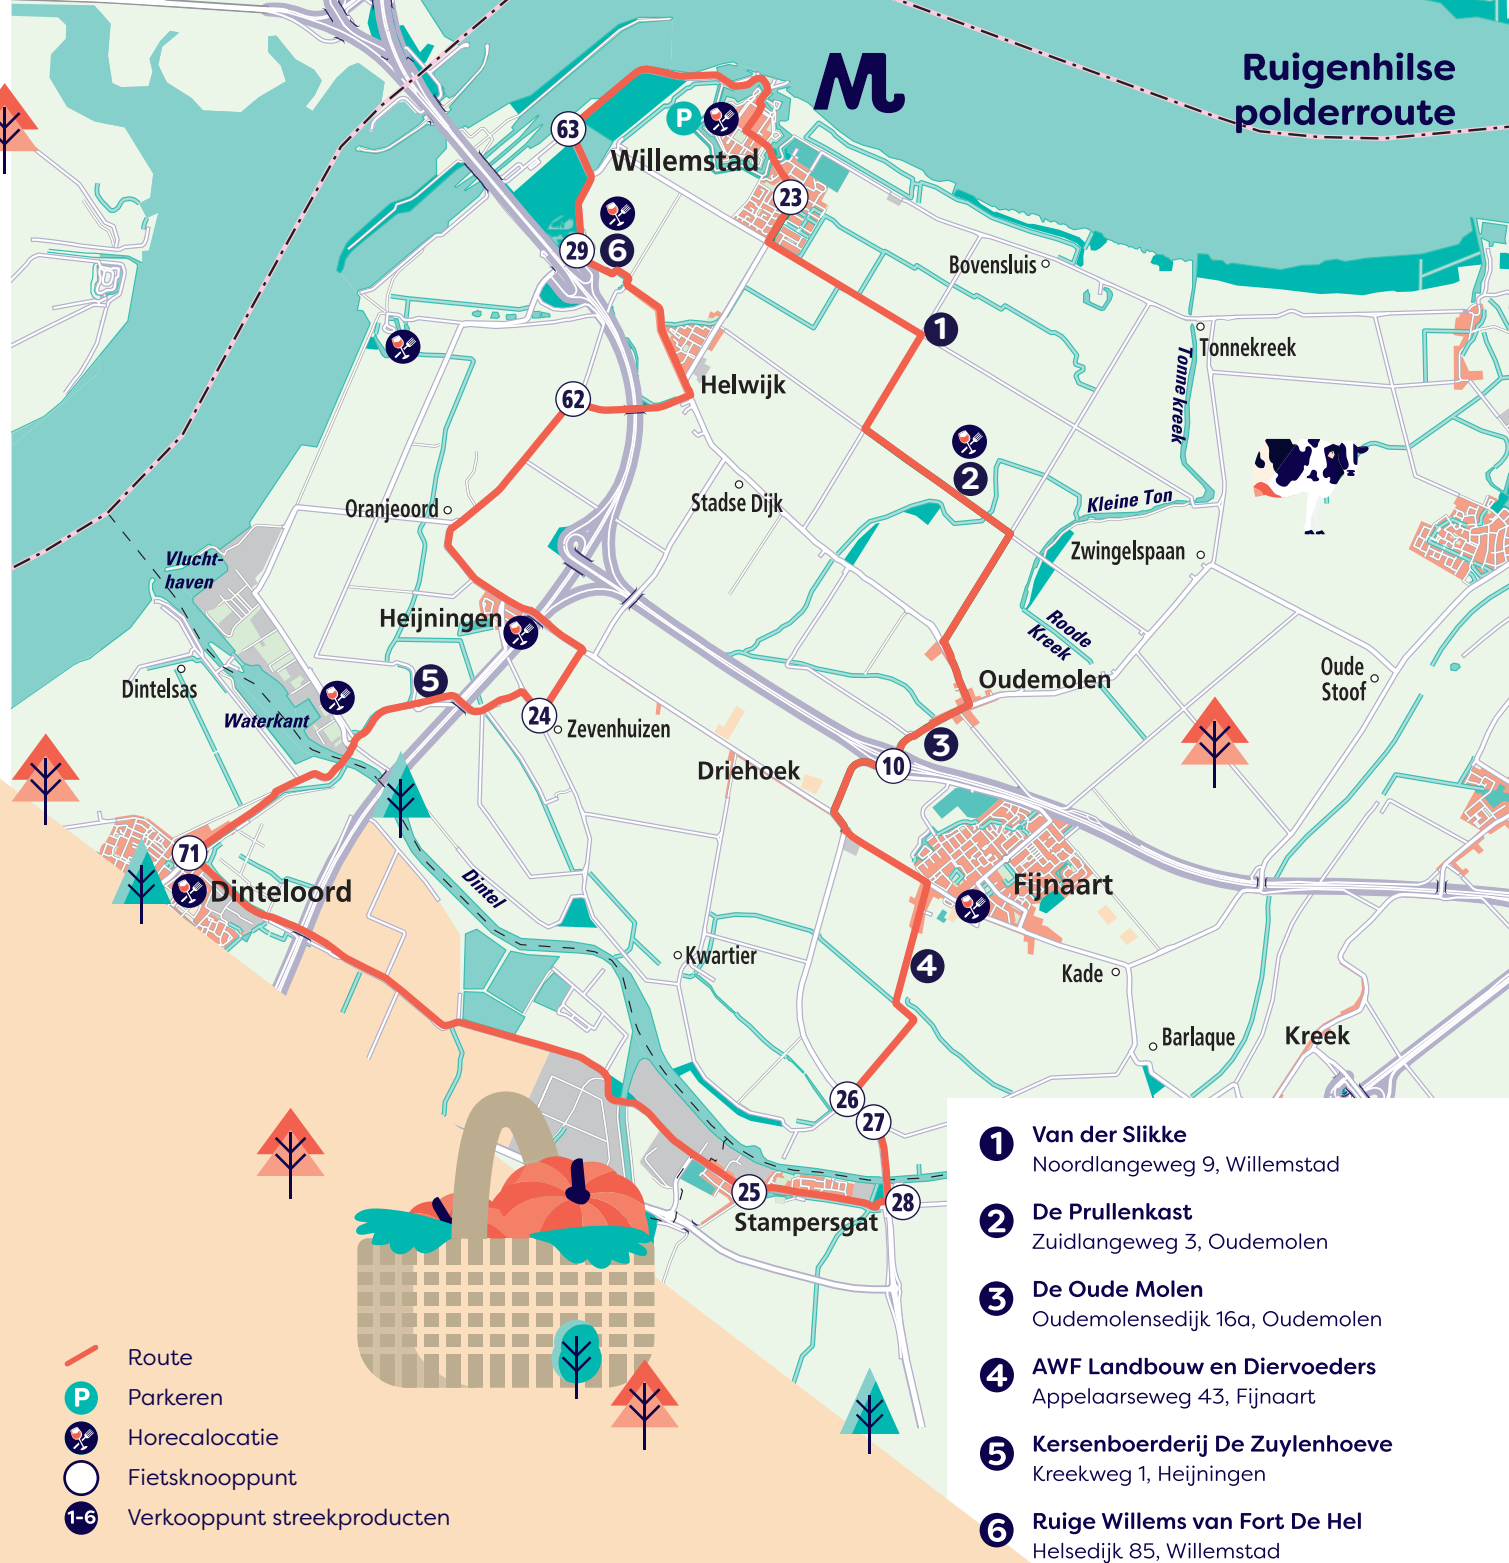 Ruigenhilse
polderroute
M
63
P
Willemstad
23
29
6
Bovensluis
1
Tonnekreek
Tonnekreek
Helwijk
62
2
Stadse Dijk
Kleine Ton
Oranjeoord
Zwingelspaan
Vlucht-
haven
Heijningen
Roode
Kreek
Oude
Stoof
Oudemolen
5
Dintelsas
Waterkant
24
Zevenhuizen
3
10
Driehoek
71
Dinteloord
Dintel
Fijnaart
Kwartier
4
Kade
Barlaque
Kreek
26
27
25
28
Stampersgat
1 Van der Slikke
Noordlangeweg 9, Willemstad
2 De Prullenkast
Zuidlangeweg 3, Oudemolen
3 De Oude Molen
Oudemolensedijk 16a, Oudemolen
4 AWF Landbouw en Diervoeders
Appelaarseweg 43, Fijnaart
5 Kersenboerderij De Zuylenhoeve
Kreekweg 1, Heijningen
6 Ruige Willems van Fort De Hel
Helsedijk 85, Willemstad
Route
P Parkeren
Horecalocatie
Fietsknooppunt
1-6 Verkooppunt streekproducten